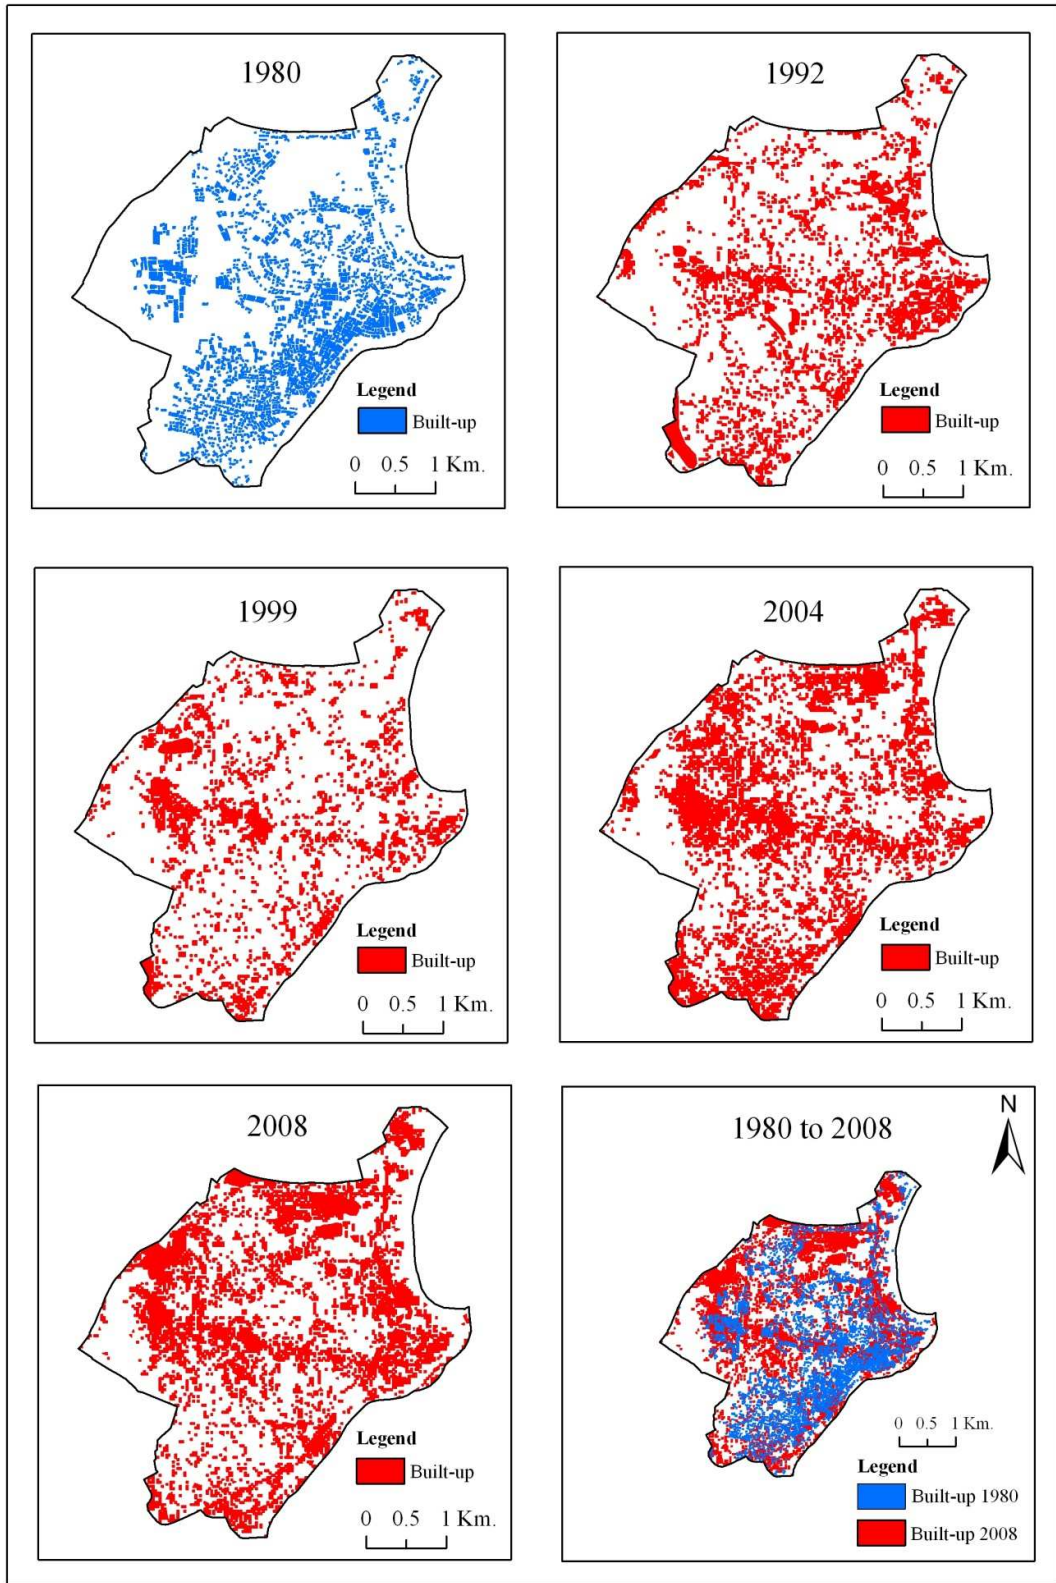 1980
Legend
Built-up
0 0.5 1 Km.
1992
Legend
Built-up
0 0.5 1 Km.
1999
Legend
Built-up
0 0.5 1 Km.
2004
Legend
Built-up
0 0.5 1 Km.
2008
Legend
Built-up
0 0.5 1 Km.
1980 to 2008
N
0 0.5 1 Km.
Legend
Built-up 1980
Built-up 2008